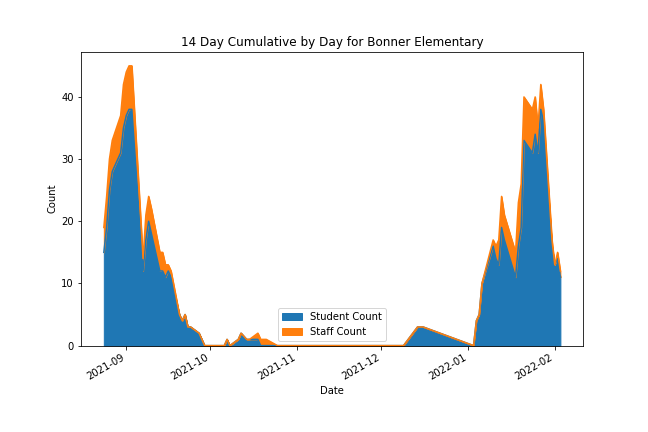 14 Day Cumulative by Day for Bonner Elementary
Count
40
30
20
10
0
Student Count
Staff Count
2021-09
2021-10
2021-11
2021-12
2022-01
2022-02
Date